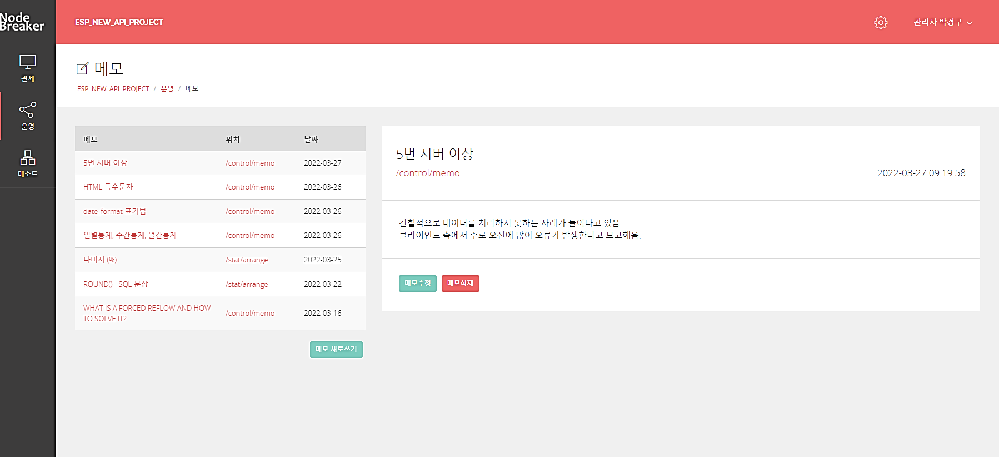 Node
Breaker
ESP_NEW_API_PROJECT
관리자 박경구
관제
운영
메소드
메모
ESP_NEW_API_PROJECT / 운영 / 메모
메모 위치 날짜
5번 서버 이상 /control/memo 2022-03-27
HTML 특수문자 /control/memo 2022-03-26
date_format 표기법 /control/memo 2022-03-26
일별통계, 주간통계, 월간통계 /control/memo 2022-03-26
나머지 (%) /stat/arrange 2022-03-25
ROUND() - SQL 문장 /stat/arrange 2022-03-22
WHAT IS A FORCED REFLOW AND HOW
TO SOLVE IT? /control/memo 2022-03-16
메모 새로쓰기
5번 서버 이상
/control/memo 2022-03-27 09:19:58
간헐적으로 데이터를 처리하지 못하는 사례가 늘어나고 있음.
클라이언트 측에서 주로 오전에 많이 오류가 발생한다고 보고해옴.
메모수정 메모삭제